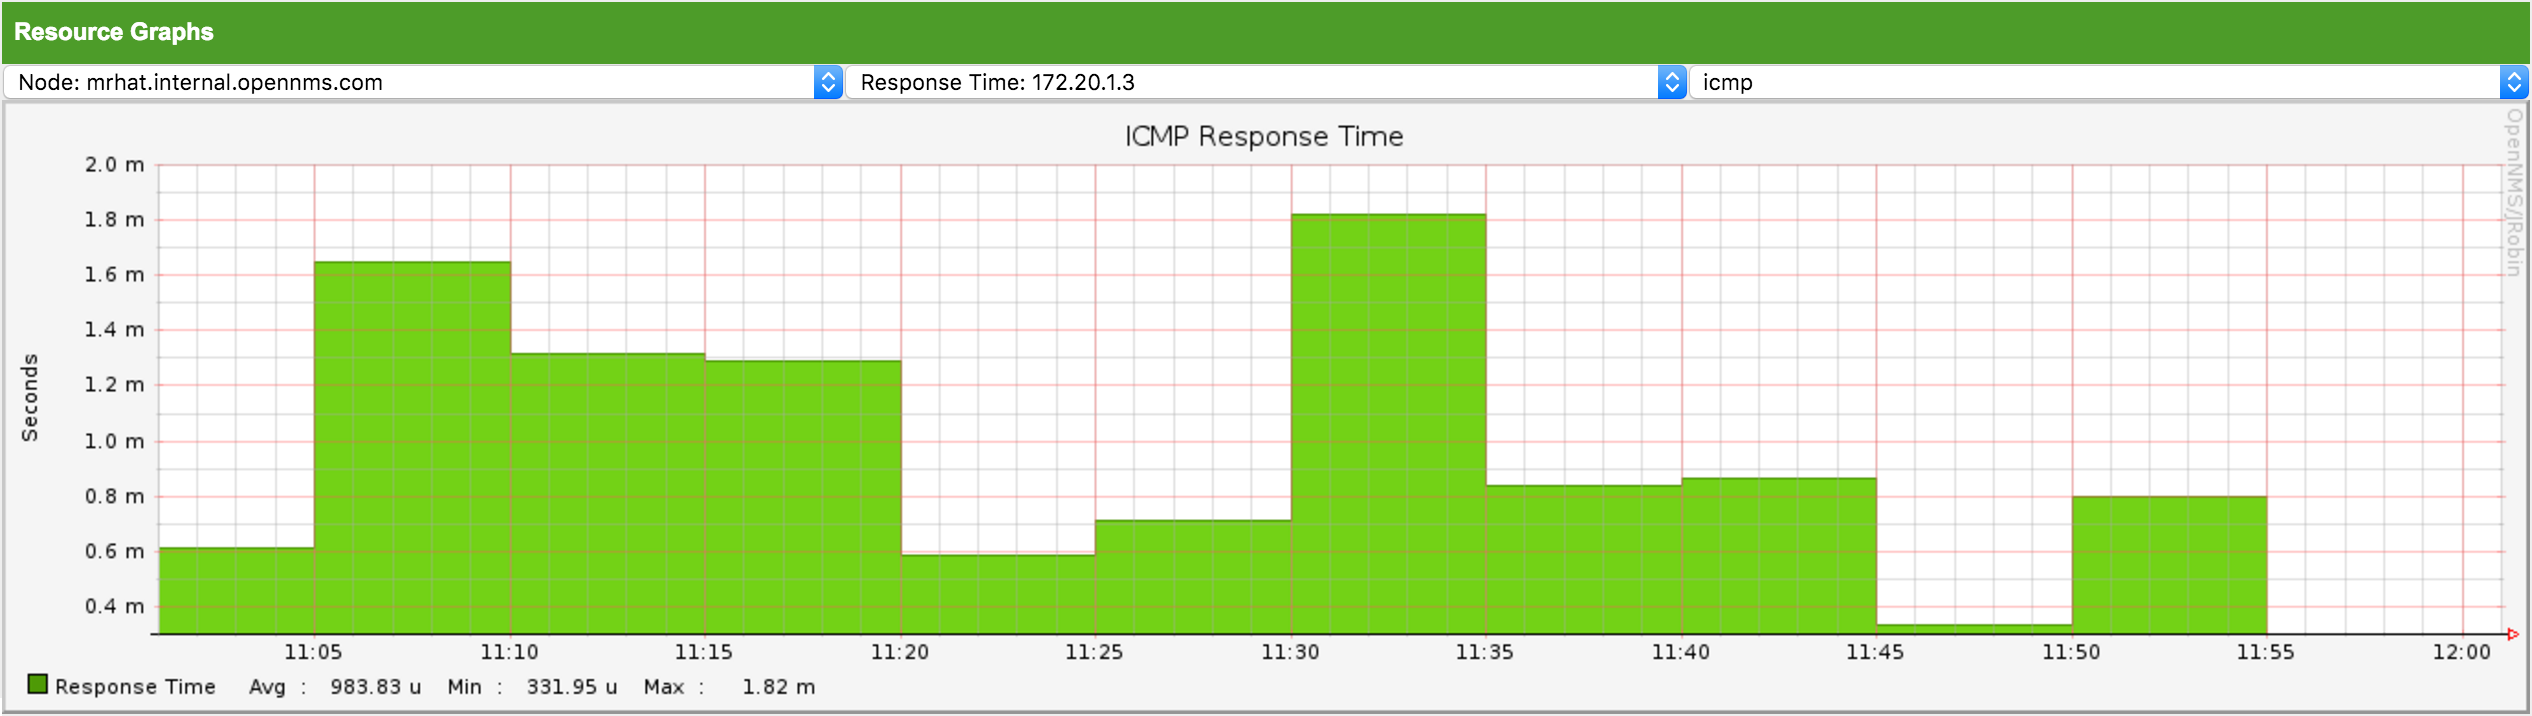 Resource Graphs
Node: mrhat.internal.opennms.com
Response Time: 172.20.1.3
icmp
ICMP Response Time
OpenNMS/JRobin
Seconds
2.0 m
1.8 m
1.6 m
1.4 m
1.2 m
1.0 m
0.8 m
0.6 m
0.4 m
11:05 11:10 11:15 11:20 11:25 11:30 11:35 11:40 11:45 11:50 11:55 12:00
Response Time Avg : 983.83 u Min : 331.95 u Max : 1.82 m